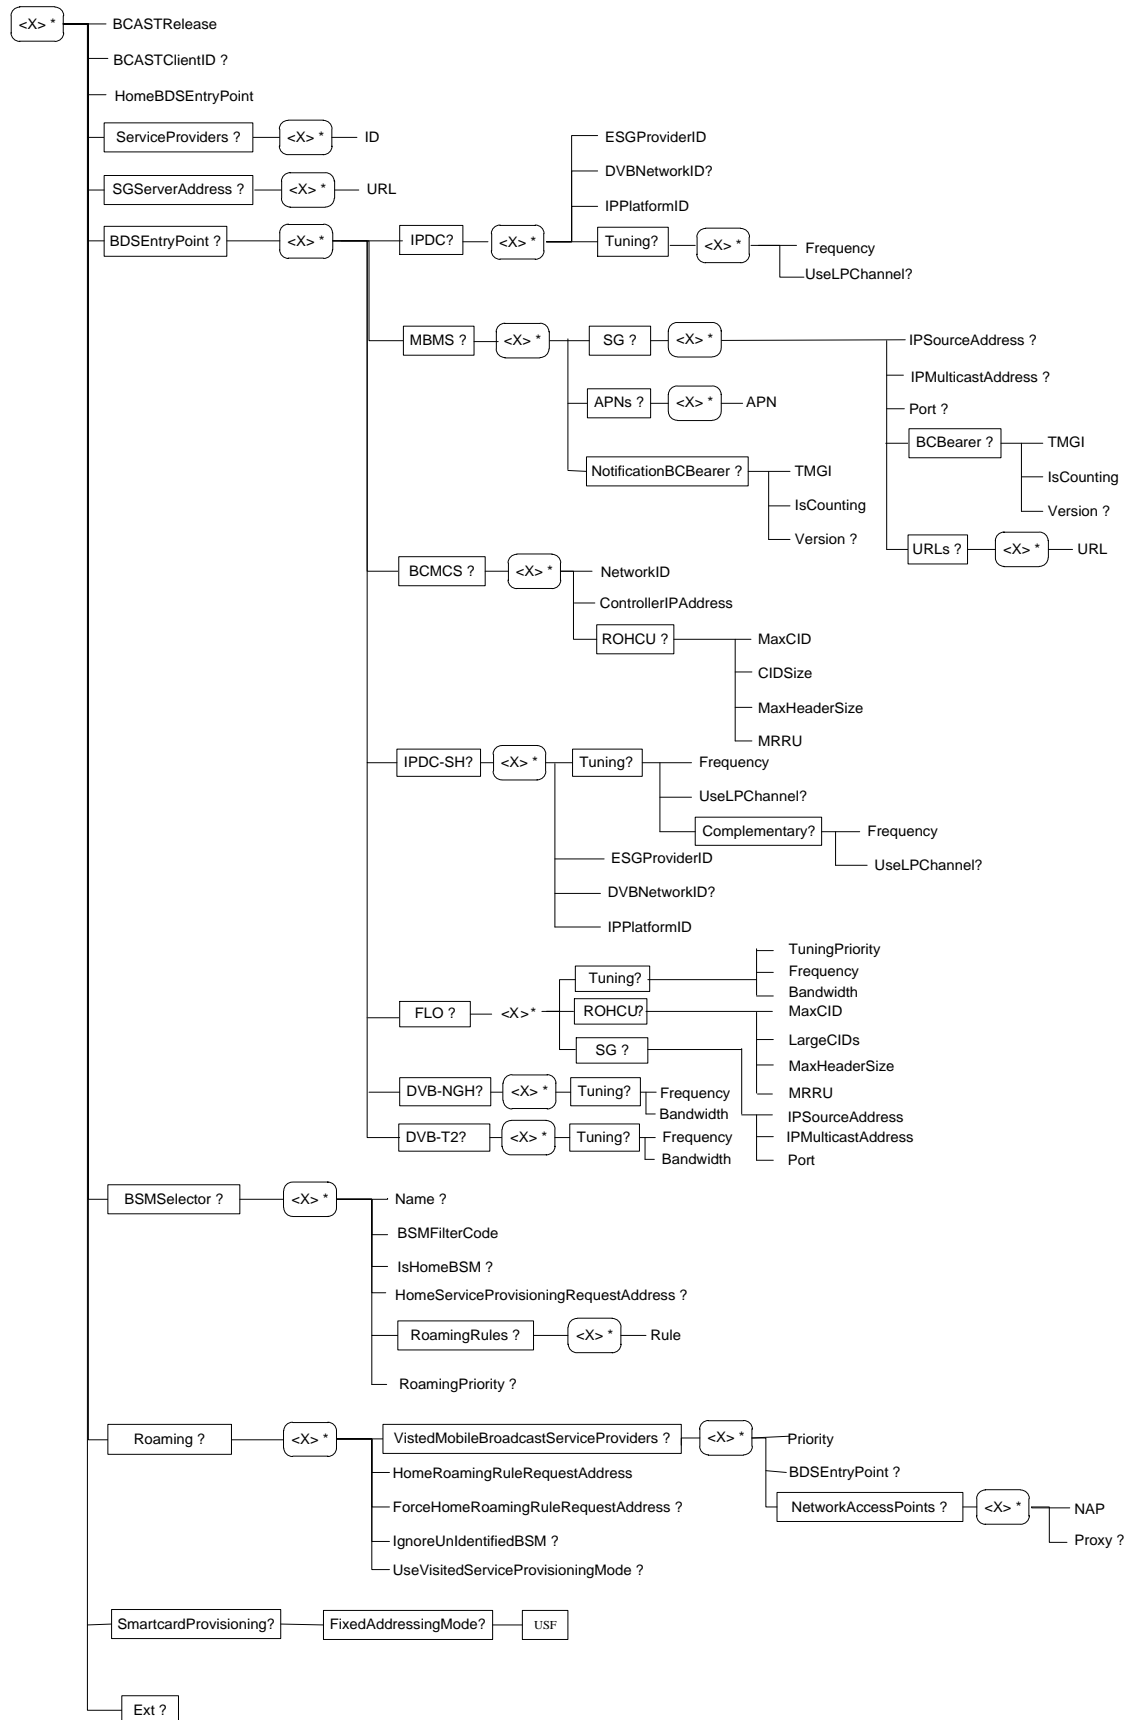 <X> *
BCASTRelease
BCASTClientID ?
HomeBDSEntryPoint
ServiceProviders ?
<X> *
ID
SGServerAddress ?
<X> *
URL
BDSEntryPoint ?
<X> *
IPDC?
<X> *
ESGProviderID
DVBNetworkID?
IPPlatformID
Tuning?
<X> *
Frequency
UseLPChannel?
MBMS ?
<X> *
SG ?
<X> *
IPSourceAddress ?
IPMulticastAddress ?
Port ?
BCBearer ?
TMGI
IsCounting
Version ?
URLs ?
<X> *
URL
APNs ?
<X> *
APN
NotificationBCBearer ?
TMGI
IsCounting
Version ?
BCMCS ?
<X> *
NetworkID
ControllerIPAddress
ROHCU ?
MaxCID
CIDSize
MaxHeaderSize
MRRU
IPDC-SH?
<X> *
Tuning?
Frequency
UseLPChannel?
Complementary?
Frequency
UseLPChannel?
ESGProviderID
DVBNetworkID?
IPPlatformID
FLO ?
<X> *
Tuning?
TuningPriority
Frequency
Bandwidth
ROHCU?
MaxCID
LargeCIDs
MaxHeaderSize
MRRU
SG ?
IPSourceAddress
IPMulticastAddress
Port
DVB-NGH?
<X> *
Tuning?
Frequency
Bandwidth
DVB-T2?
<X> *
Tuning?
Frequency
Bandwidth
BSMSelector ?
<X> *
Name ?
BSMFilterCode
IsHomeBSM ?
HomeServiceProvisioningRequestAddress ?
RoamingRules ?
<X> *
Rule
RoamingPriority ?
Roaming ?
<X> *
VistedMobileBroadcastServiceProviders ?
<X> *
Priority
BDSEntryPoint ?
NetworkAccessPoints ?
<X> *
NAP
Proxy ?
HomeRoamingRuleRequestAddress
ForceHomeRoamingRuleRequestAddress ?
IgnoreUnIdentifiedBSM ?
UseVisitedServiceProvisioningMode ?
SmartcardProvisioning?
FixedAddressingMode?
USF
Ext ?